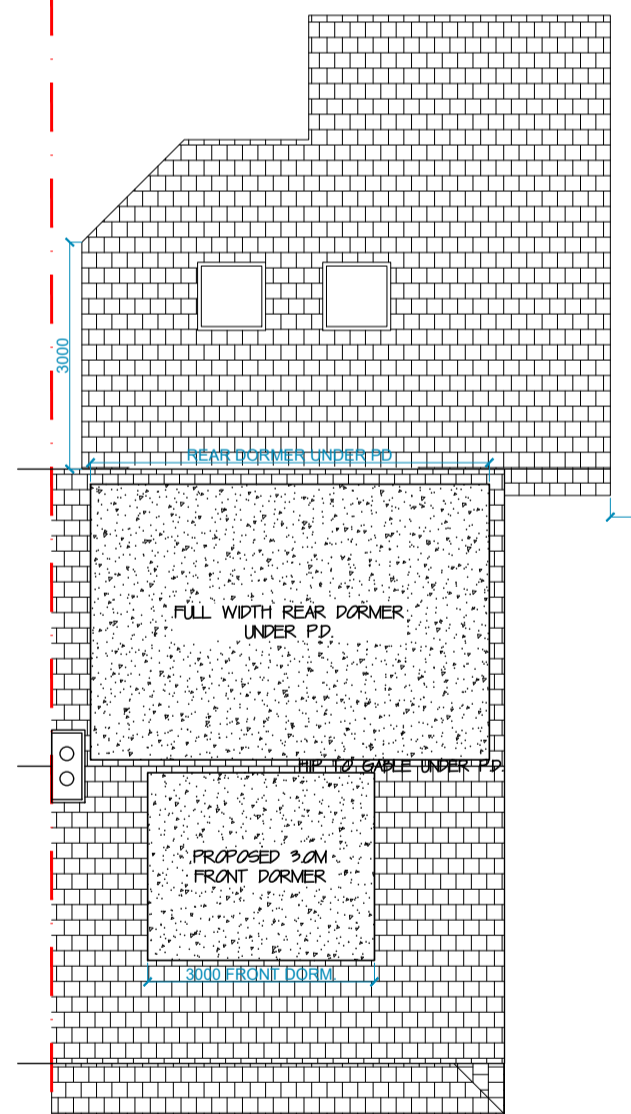 3000
REAR DORMER UNDER PD
FULL WIDTH REAR DORMER
UNDER P.D.
HIP TO GABLE UNDER P.D.
PROPOSED 3.0M
FRONT DORMER
3000 FRONT DORM.